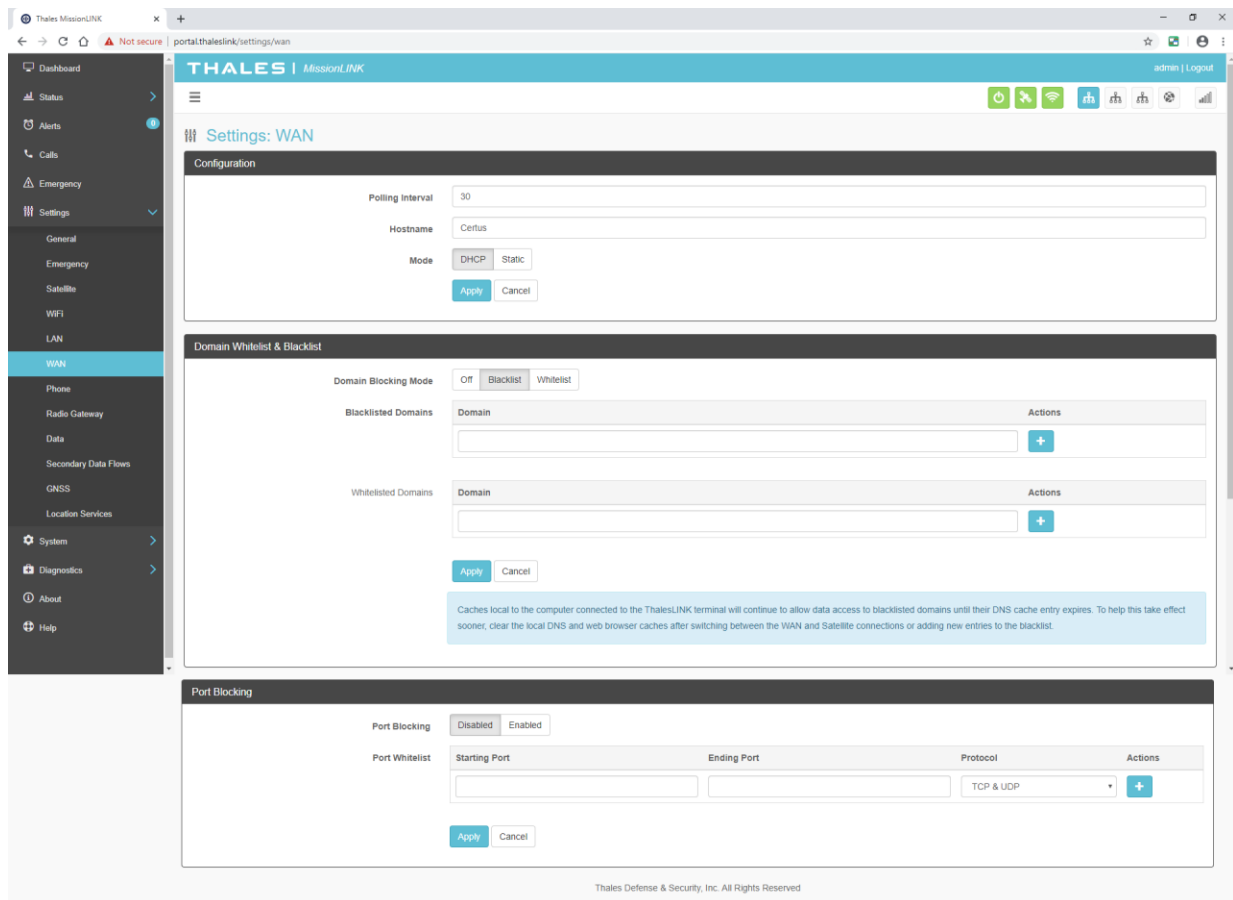 Thales MissionLINK
Not secure | portal.thaleslink/settings/wan
Dashboard
Status
Alerts 0
Calls
Emergency
Settings
General
Emergency
Satellite
WiFi
LAN
WAN
Phone
Radio Gateway
Data
Secondary Data Flows
GNSS
Location Services
System
Diagnostics
About
Help
THALES | MissionLINK
admin | Logout
Settings: WAN
Configuration
Polling Interval 30
Hostname Certus
Mode DHCP Static
Apply Cancel
Domain Whitelist & Blacklist
Domain Blocking Mode Off Blacklist Whitelist
Blacklisted Domains Domain Actions
Whitelisted Domains Domain Actions
Apply Cancel
Caches local to the computer connected to the ThalesLINK terminal will continue to allow data access to blacklisted domains until their DNS cache entry expires. To help this take effect
sooner, clear the local DNS and web browser caches after switching between the WAN and Satellite connections or adding new entries to the blacklist.
Port Blocking
Port Blocking Disabled Enabled
Port Whitelist Starting Port Ending Port Protocol Actions
TCP & UDP
Apply Cancel
Thales Defense & Security, Inc. All Rights Reserved